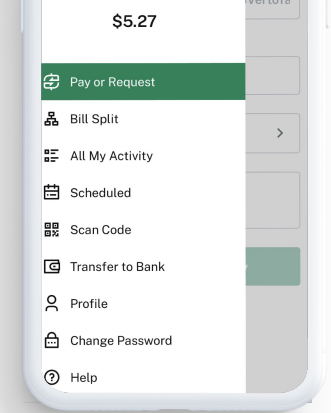 $5.27
Pay or Request
Bill Split
All My Activity
Scheduled
Scan Code
Transfer to Bank
Profile
Change Password
Help